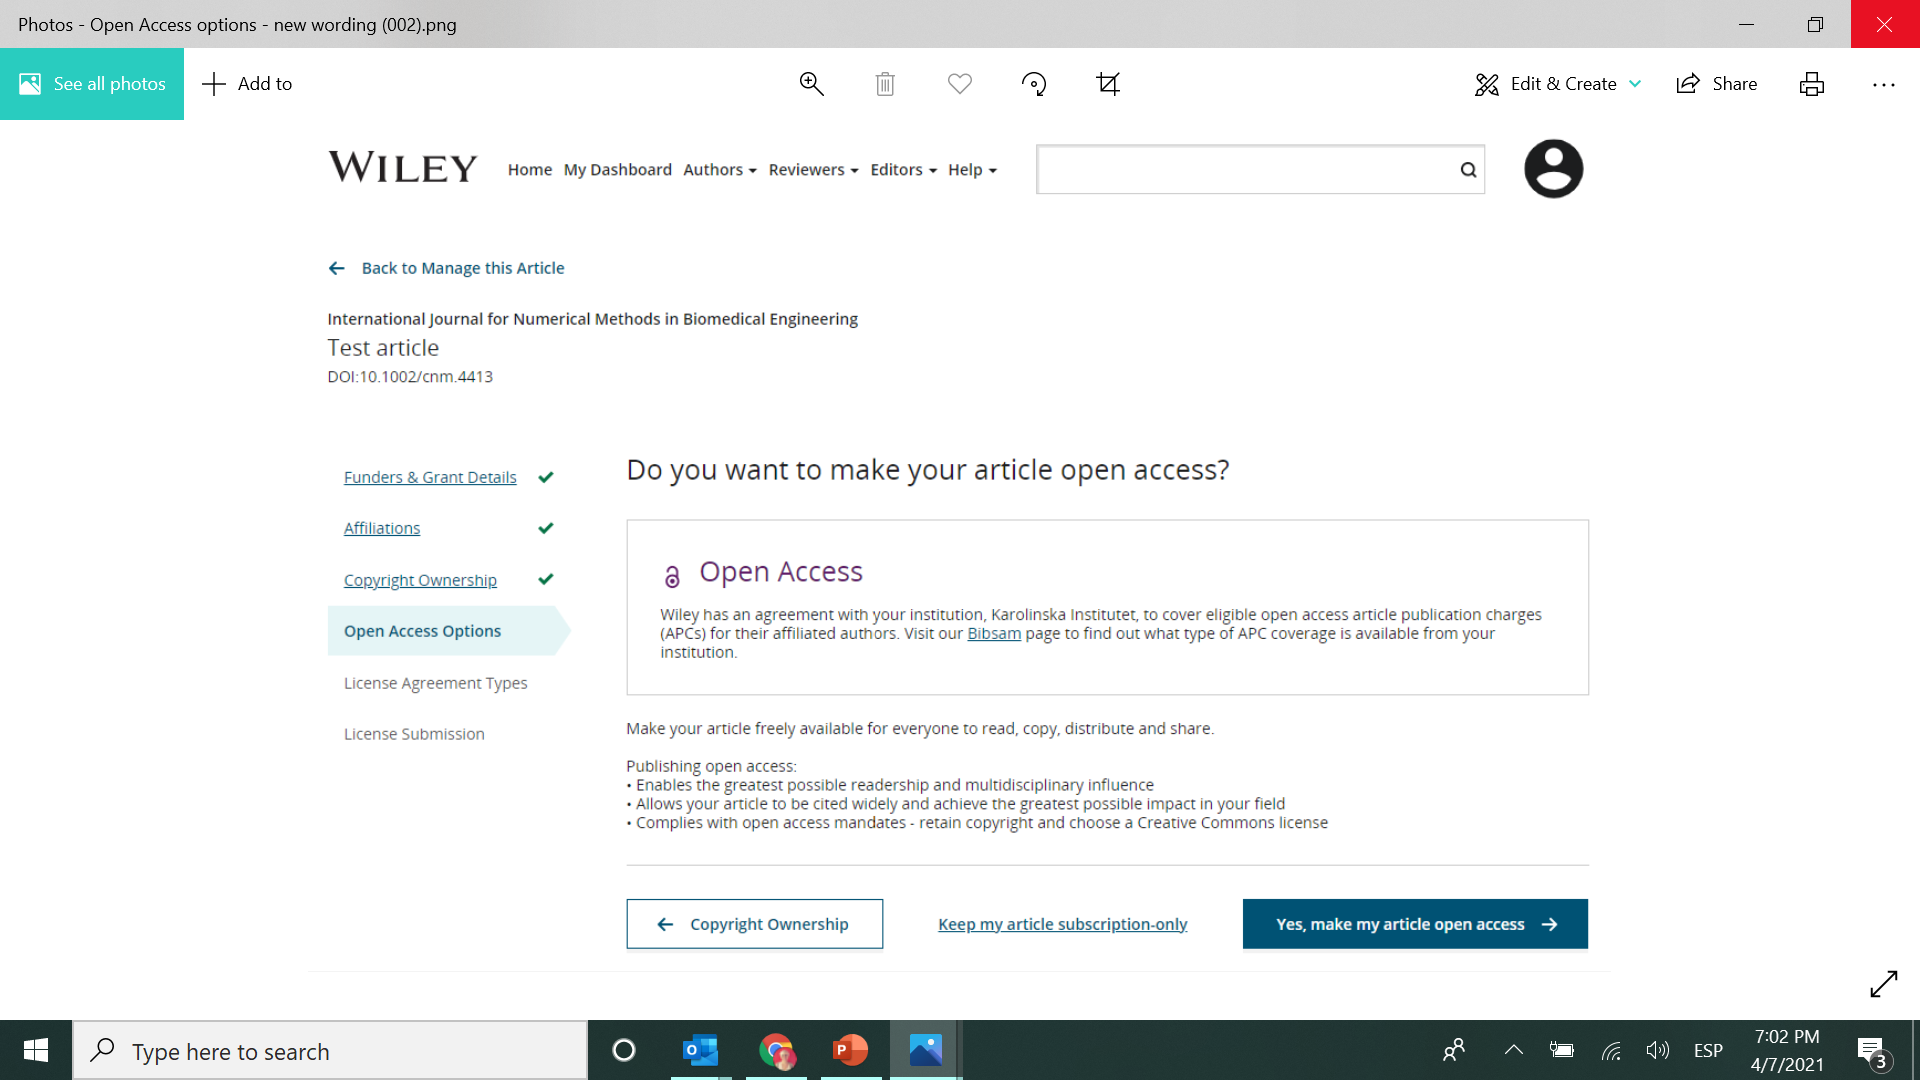 Photos - Open Access options - new wording (002).png
See all photos
Add to
Edit & Create
Share
WILEY
Home My Dashboard Authors Reviewers Editors Help
Back to Manage this Article
International Journal for Numerical Methods in Biomedical Engineering
Test article
DOI:10.1002/cnm.4413
Funders & Grant Details
Affiliations
Copyright Ownership
Open Access Options
License Agreement Types
License Submission
Do you want to make your article open access?
Open Access
Wiley has an agreement with your institution, Karolinska Institutet, to cover eligible open access article publication charges
(APCs) for their affiliated authors. Visit our Bibsam page to find out what type of APC coverage is available from your
institution.
Make your article freely available for everyone to read, copy, distribute and share.
Publishing open access:
• Enables the greatest possible readership and multidisciplinary influence
• Allows your article to be cited widely and achieve the greatest possible impact in your field
• Complies with open access mandates - retain copyright and choose a Creative Commons license
Copyright Ownership
Keep my article subscription-only
Yes, make my article open access
Type here to search
O
P
ESP
7:02 PM
4/7/2021
3